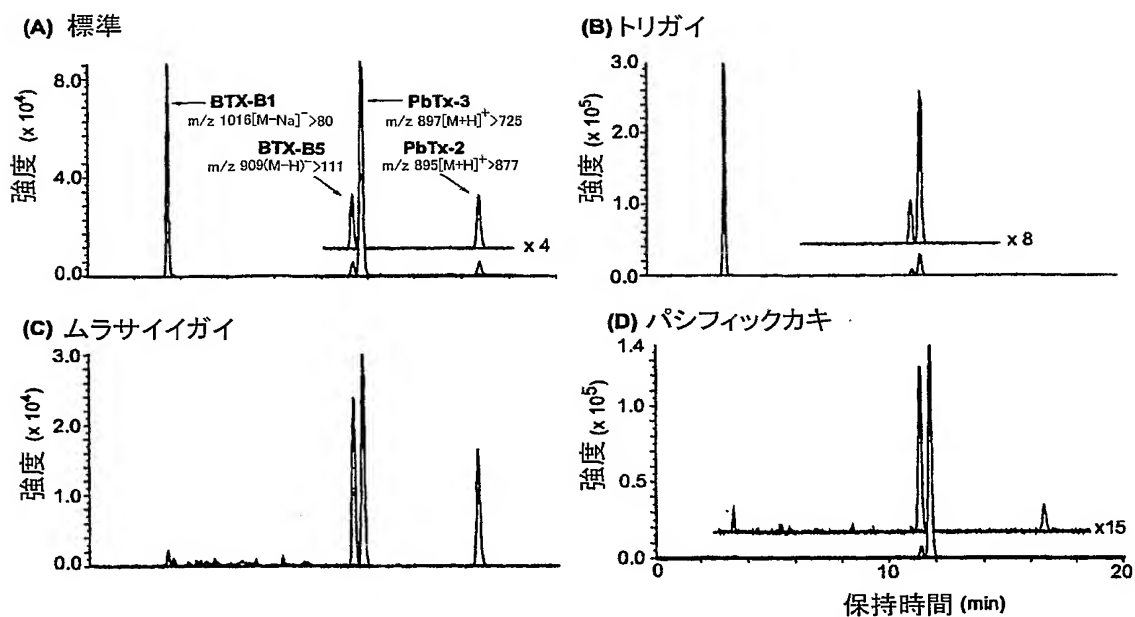 (A) 標準
強度 (x 10⁴)
8.0
4.0
0.0
BTX-B1
m/z 1016[M-Na]⁻>80
BTX-B5
m/z 909(M-H)⁻>111
PbTx-3
m/z 897[M+H]⁺>725
PbTx-2
m/z 895[M+H]⁺>877
x 4
(B) トリガイ
強度 (x 10⁵)
3.0
2.0
1.0
0.0
x 8
(C) ムラサイイガイ
強度 (x 10⁴)
3.0
2.0
1.0
0.0
(D) パシフィックカキ
強度 (x 10⁵)
1.4
1.0
0.5
0.0
x15
0
10
20
保持時間 (min)